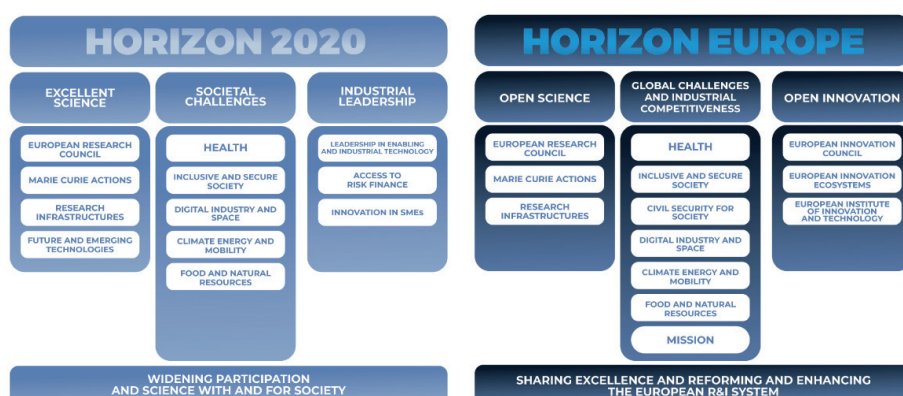 HORIZON 2020
EXCELLENT
SCIENCE
EUROPEAN RESEARCH
COUNCIL
MARIE CURIE ACTIONS
RESEARCH
INFRASTRUCTURES
FUTURE AND EMERGING
TECHNOLOGIES
SOCIETAL
CHALLENGES
HEALTH
INCLUSIVE AND SECURE
SOCIETY
DIGITAL INDUSTRY AND
SPACE
CLIMATE ENERGY AND
MOBILITY
FOOD AND NATURAL
RESOURCES
INDUSTRIAL
LEADERSHIP
LEADERSHIP IN ENABLING
AND INDUSTRIAL TECHNOLOGY
ACCESS TO
RISK FINANCE
INNOVATION IN SMEs
WIDENING PARTICIPATION
AND SCIENCE WITH AND FOR SOCIETY
HORIZON EUROPE
OPEN SCIENCE
EUROPEAN RESEARCH
COUNCIL
MARIE CURIE ACTIONS
RESEARCH
INFRASTRUCTURES
GLOBAL CHALLENGES
AND INDUSTRIAL
COMPETITIVENESS
HEALTH
INCLUSIVE AND SECURE
SOCIETY
CIVIL SECURITY FOR
SOCIETY
DIGITAL INDUSTRY AND
SPACE
CLIMATE ENERGY AND
MOBILITY
FOOD AND NATURAL
RESOURCES
MISSION
OPEN INNOVATION
EUROPEAN INNOVATION
COUNCIL
EUROPEAN INNOVATION
ECOSYSTEMS
EUROPEAN INSTITUTE
OF INNOVATION
AND TECHNOLOGY
SHARING EXCELLENCE AND REFORMING AND ENHANCING
THE EUROPEAN R&I SYSTEM